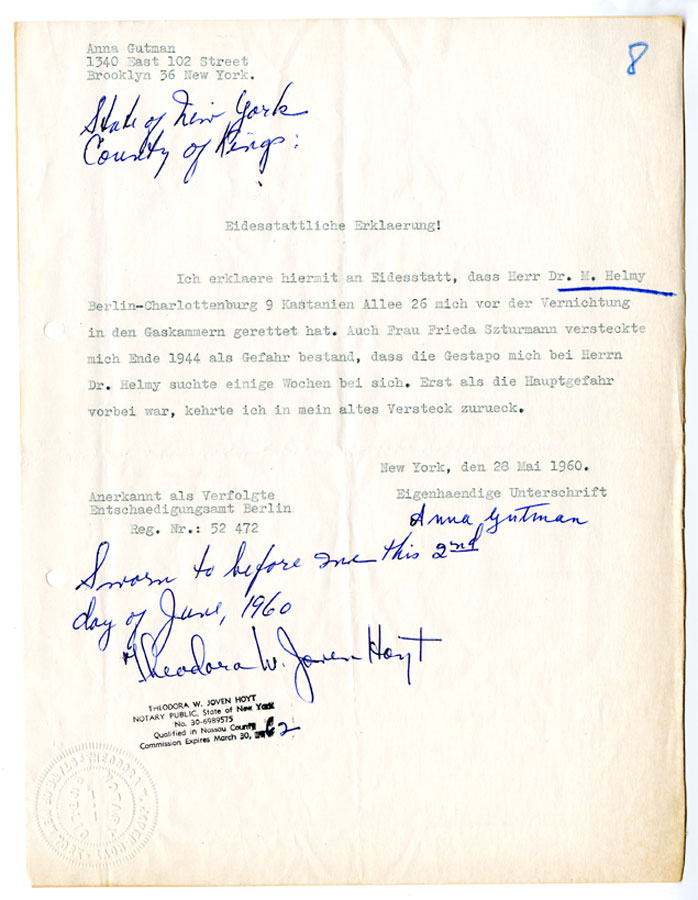 8
Anna Gutman
1340 East 102 Street
Brooklyn 36 New York.
State of New York
County of Kings:
Eidesstattliche Erklaerung!
Ich erklaere hiermit an Eidesstatt, dass Herr Dr. M. Helmy
Berlin-Charlottenburg 9 Kastanien Allee 26 mich vor der Vernichtung
in den Gaskammern gerettet hat. Auch Frau Frieda Szturmann versteckte
mich Ende 1944 als Gefahr bestand, dass die Gestapo mich bei Herrn
Dr. Helmy suchte einige Wochen bei sich. Erst als die Hauptgefahr
vorbei war, kehrte ich in mein altes Versteck zurueck.
New York, den 28 Mai 1960.
Anerkannt als Verfolgte
Entschaedigungsamt Berlin
Reg. Nr.: 52 472
Eigenhaendige Unterschrift
Anna Gutman
Sworn to before me this 2nd
day of June, 1960
Theodora W. Joven Hoyt
THEODORA W. JOVEN HOYT
NOTARY PUBLIC, State of New York
No. 30-6989575
Qualified in Nassau County
Commission Expires March 30, 62